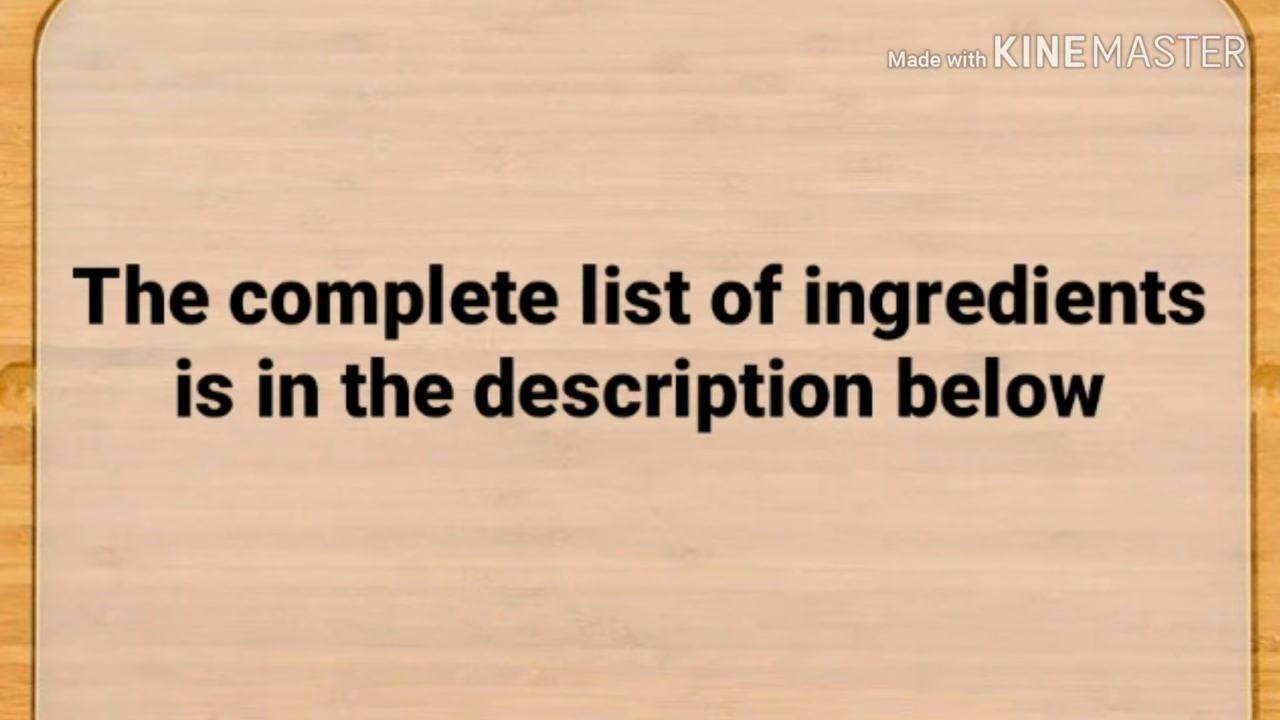 Made with KINEMASTER
The complete list of ingredients
is in the description below